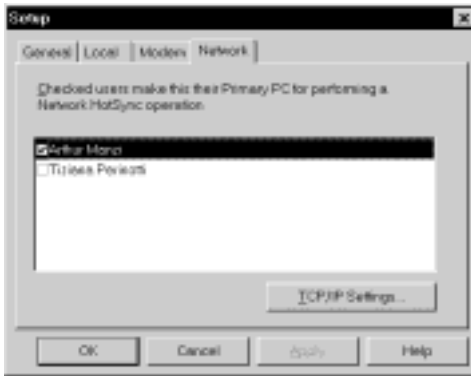 Setup
General Local Modem Network
Checked users make this their Primary PC for performing a
Network HotSync operation
Arthur Manzi
Tiziana
TCP/IP Settings...
OK Cancel Apply Help